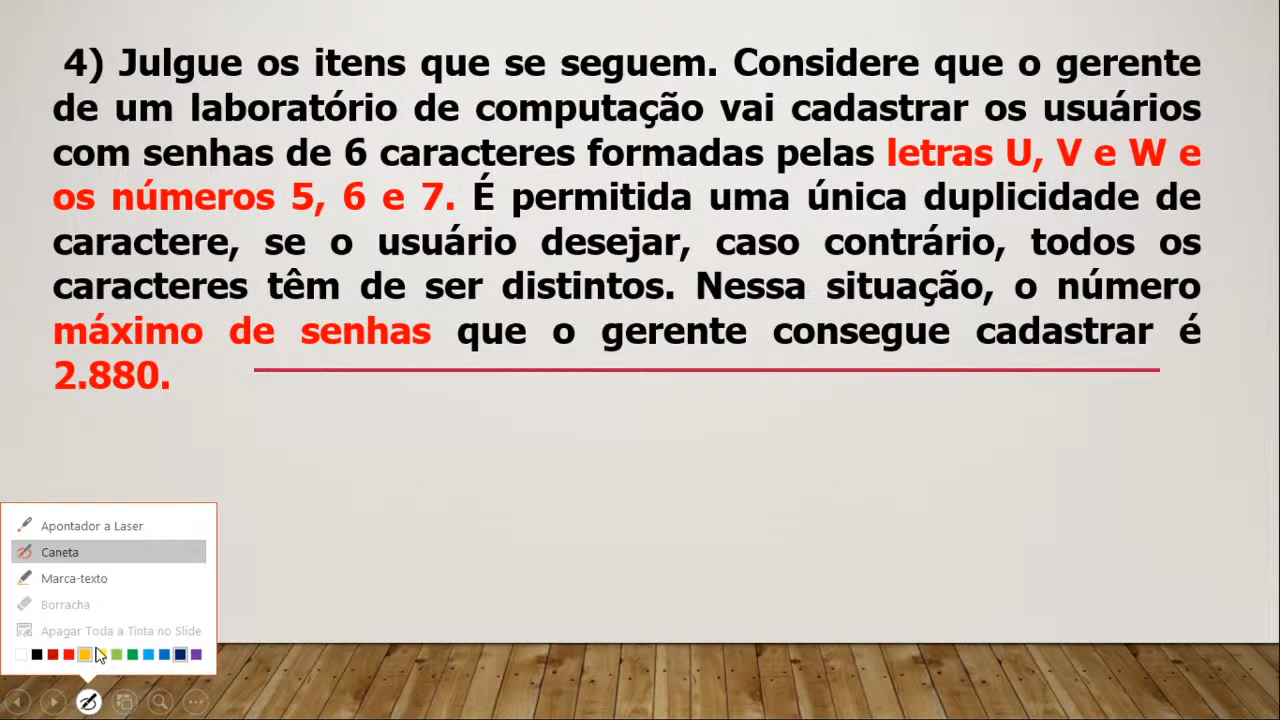 4) Julgue os itens que se seguem. Considere que o gerente
de um laboratório de computação vai cadastrar os usuários
com senhas de 6 caracteres formadas pelas letras U, V e W e
os números 5, 6 e 7. É permitida uma única duplicidade de
caractere, se o usuário desejar, caso contrário, todos os
caracteres têm de ser distintos. Nessa situação, o número
máximo de senhas que o gerente consegue cadastrar é
2.880.
Apontador a Laser
Caneta
Marca-texto
Borracha
Apagar Toda a Tinta no Slide